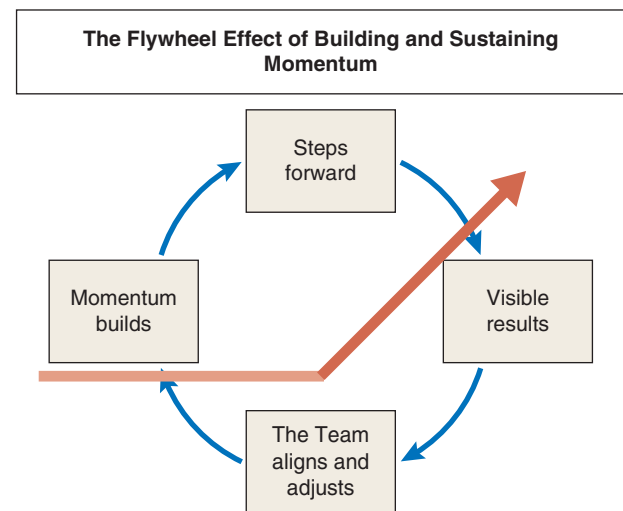 The Flywheel Effect of Building and Sustaining
Momentum
Steps
forward
Momentum
builds
Visible
results
The Team
aligns and
adjusts